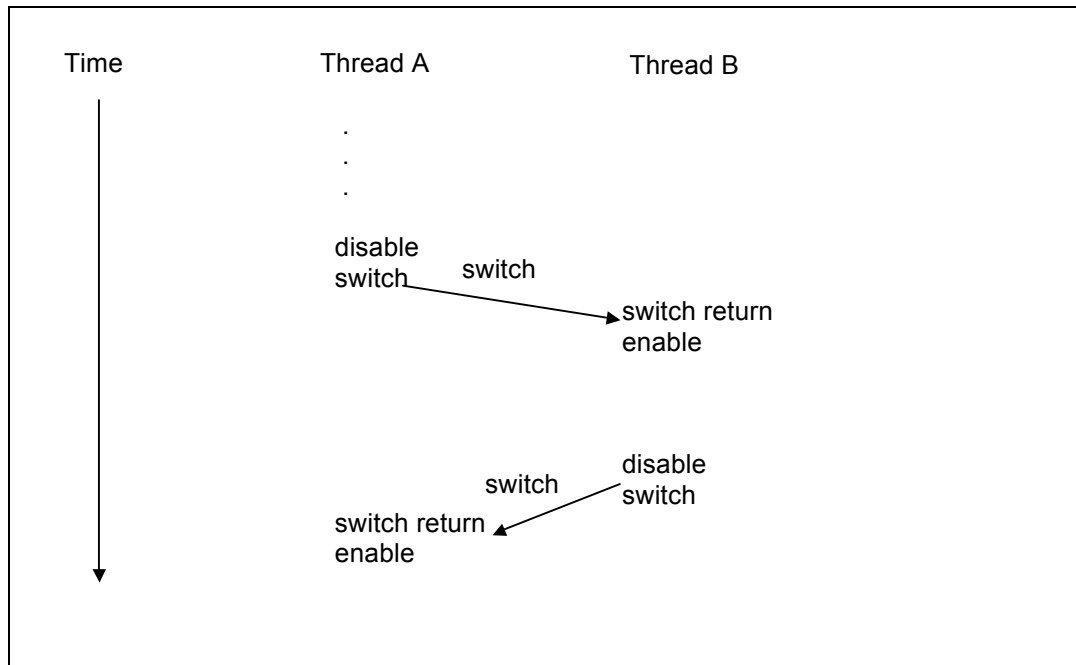 Time
Thread A
Thread B
.
.
.
disable
switch
switch
switch return
enable
disable
switch
switch
switch return
enable